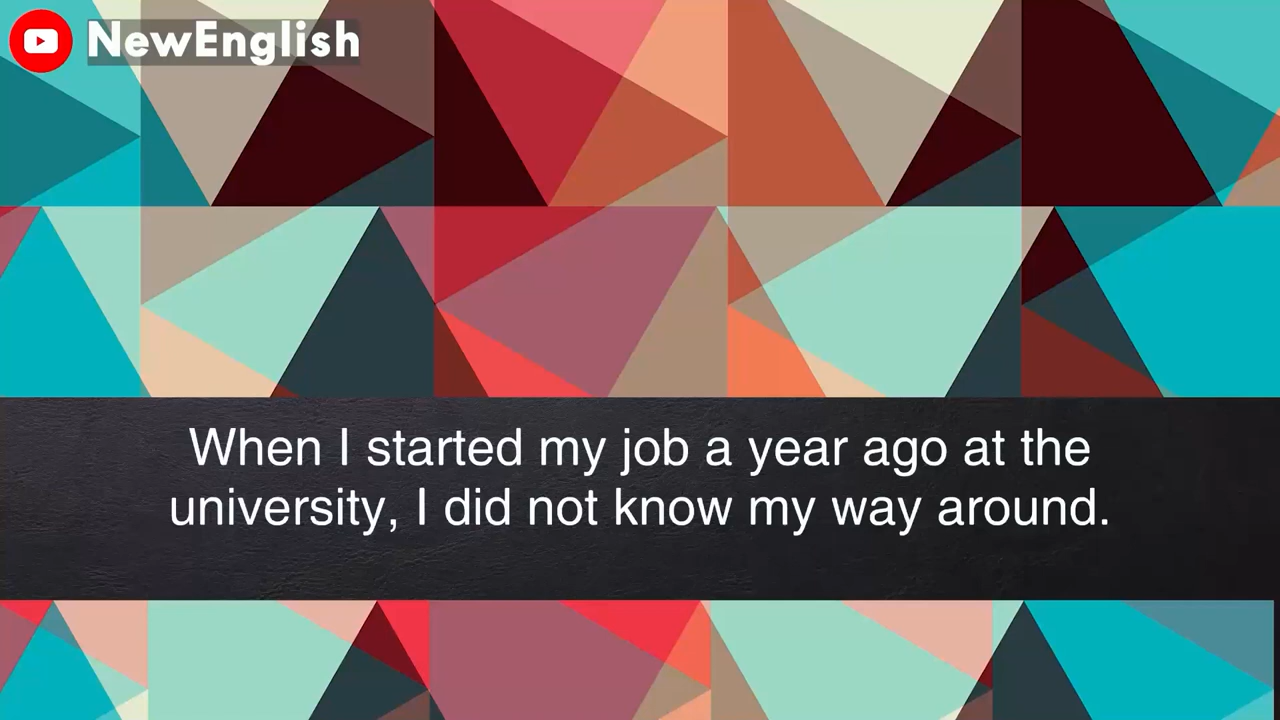 NewEnglish
When I started my job a year ago at the
university, I did not know my way around.